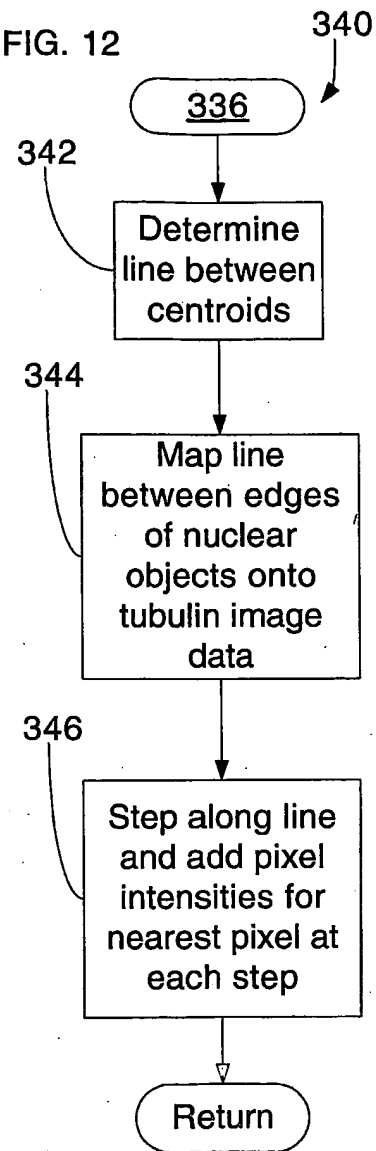 FIG. 12
340
336
342
Determine
line between
centroids
344
Map line
between edges
of nuclear
objects onto
tubulin image
data
346
Step along line
and add pixel
intensities for
nearest pixel at
each step
Return